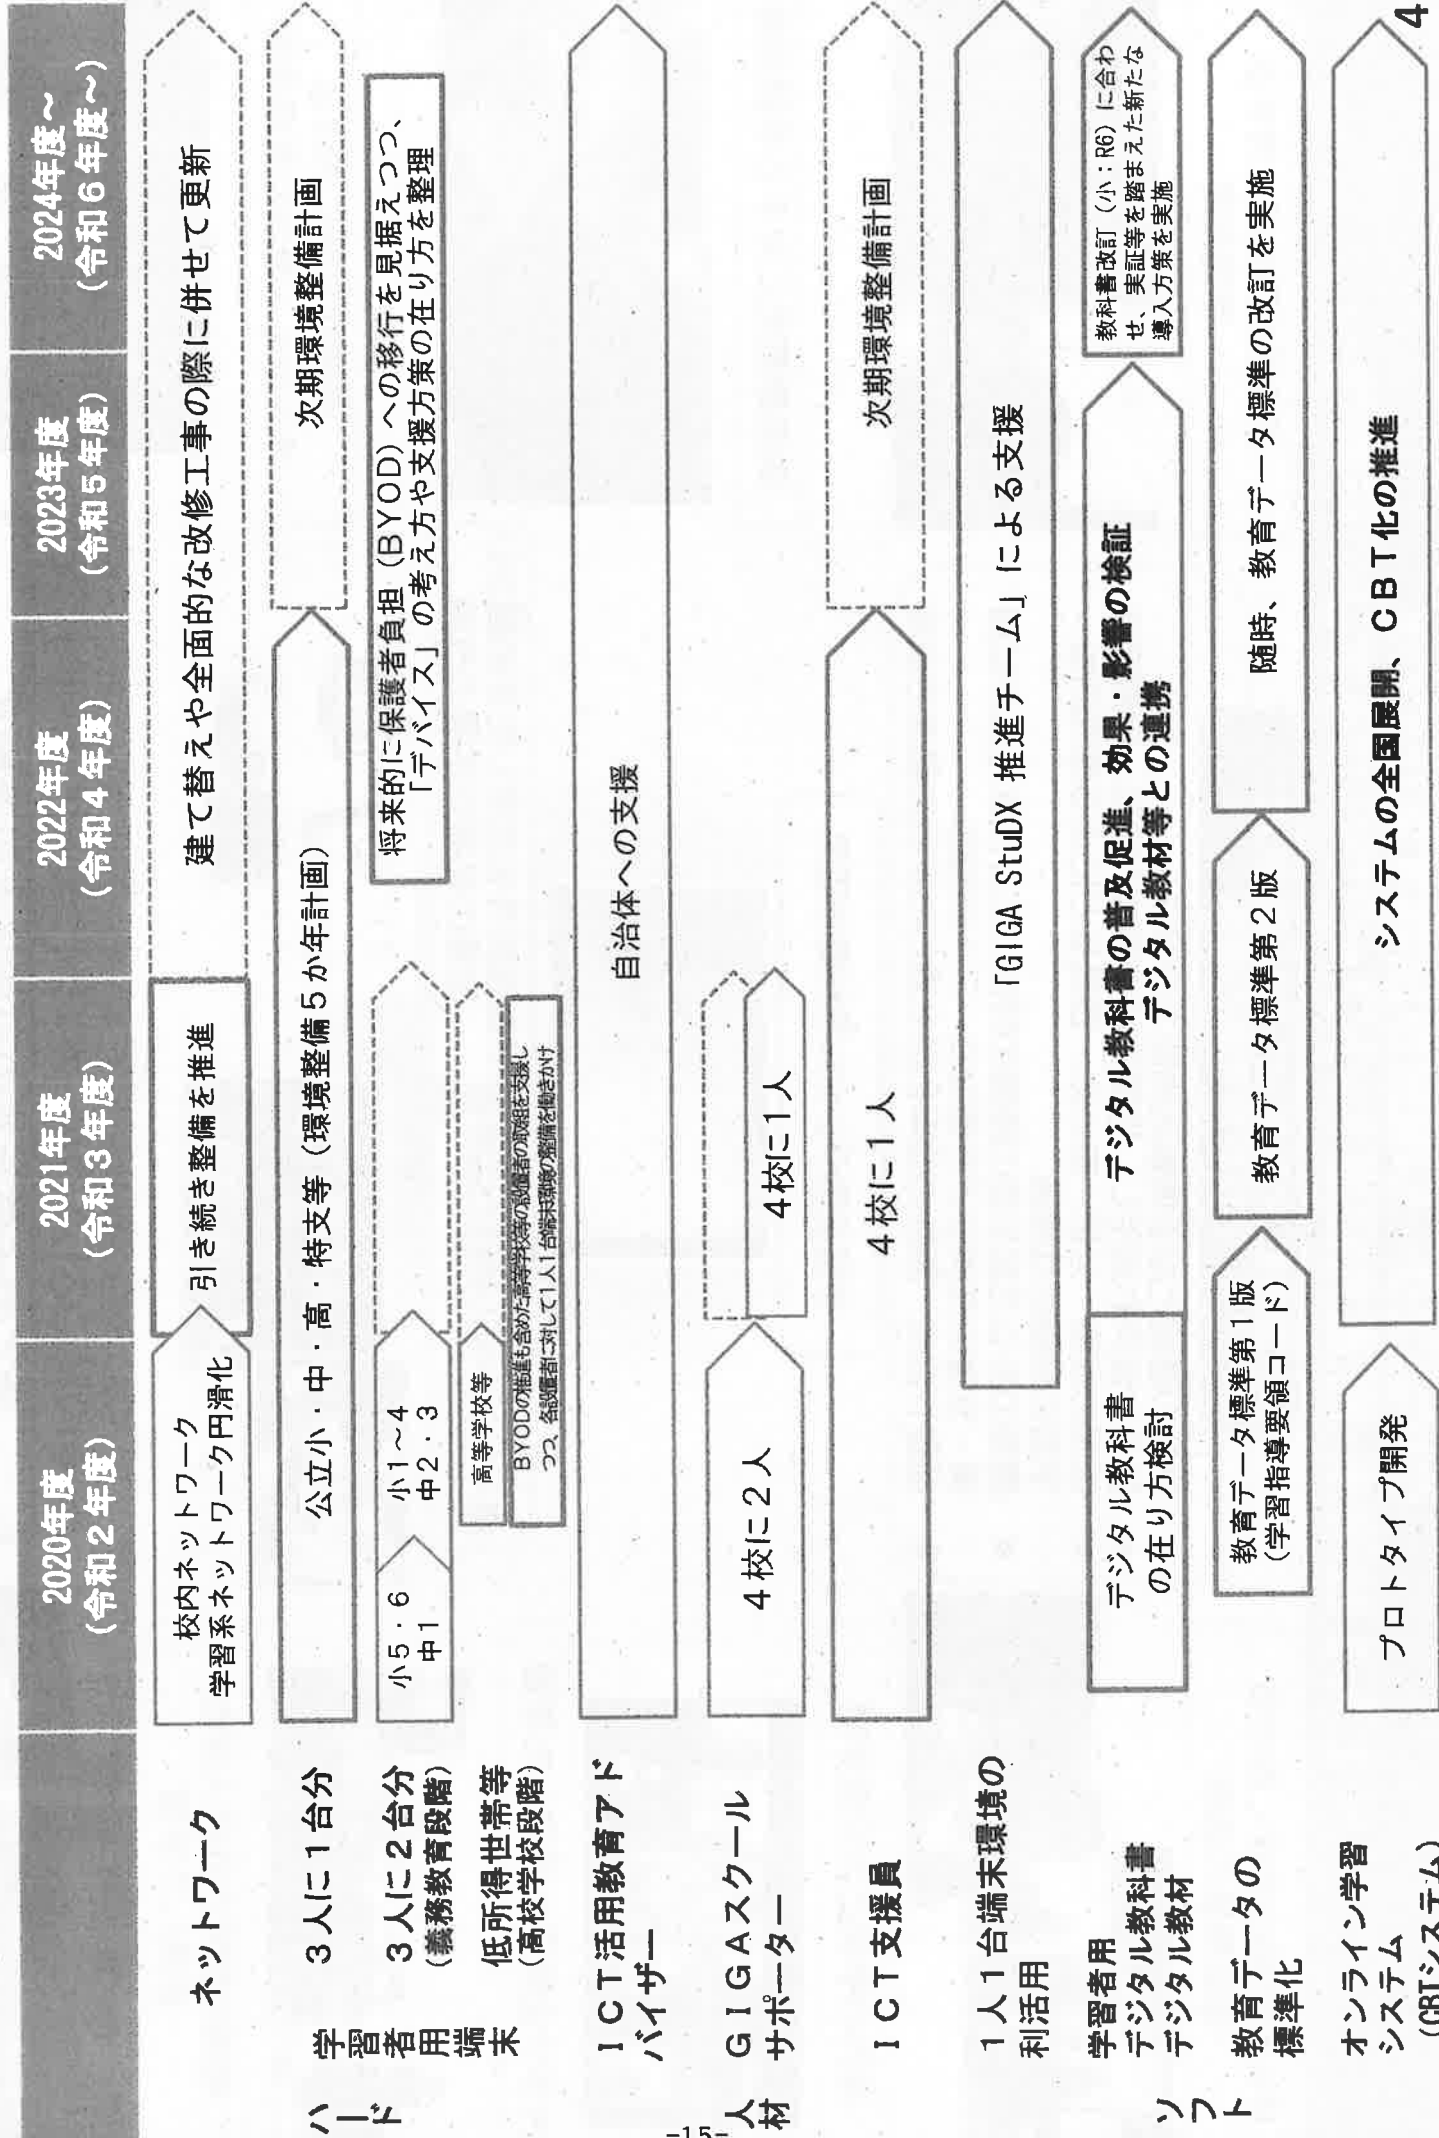 2020年度
（令和２年度）
2021年度
（令和３年度）
2022年度
（令和４年度）
2023年度
（令和５年度）
2024年度～
（令和６年度～）
ハード
ネットワーク
校内ネットワーク
学習系ネットワーク円滑化
引き続き整備を推進
建て替えや全面的な改修工事の際に併せて更新
学習者用端末
３人に１台分
公立小・中・高・特支等（環境整備５か年計画）
次期環境整備計画
３人に２台分
（義務教育段階）
小５・６
中１
小１～４
中２・３
将来的に保護者負担（ＢＹＯＤ）への移行を見据えつつ、
「デバイス」の考え方や支援方策の在り方を整理
低所得世帯等
（高校学校段階）
高等学校等
ＢＹＯＤの推進も含めた高等学校等の設置者の取組を支援し
つつ、各設置者に対して１人１台端末環境の整備を働きかけ
人材
ＩＣＴ活用教育アド
バイザー
自治体への支援
ＧＩＧＡスクール
サポーター
４校に２人
４校に１人
ＩＣＴ支援員
４校に１人
次期環境整備計画
１人１台端末環境の
利活用
「GIGA StuDX 推進チーム」による支援
ソフト
学習者用
デジタル教科書
デジタル教材
デジタル教科書
の在り方検討
デジタル教科書の普及促進、効果・影響の検証
デジタル教材等との連携
教科書改訂（小：R6）に合わ
せ、実証等を踏まえた新たな
導入方策を実施
教育データの
標準化
教育データ標準第１版
（学習指導要領コード）
教育データ標準第２版
随時、教育データ標準の改訂を実施
オンライン学習
システム
（CBTシステム）
プロトタイプ開発
システムの全国展開、ＣＢＴ化の推進
4
-15-